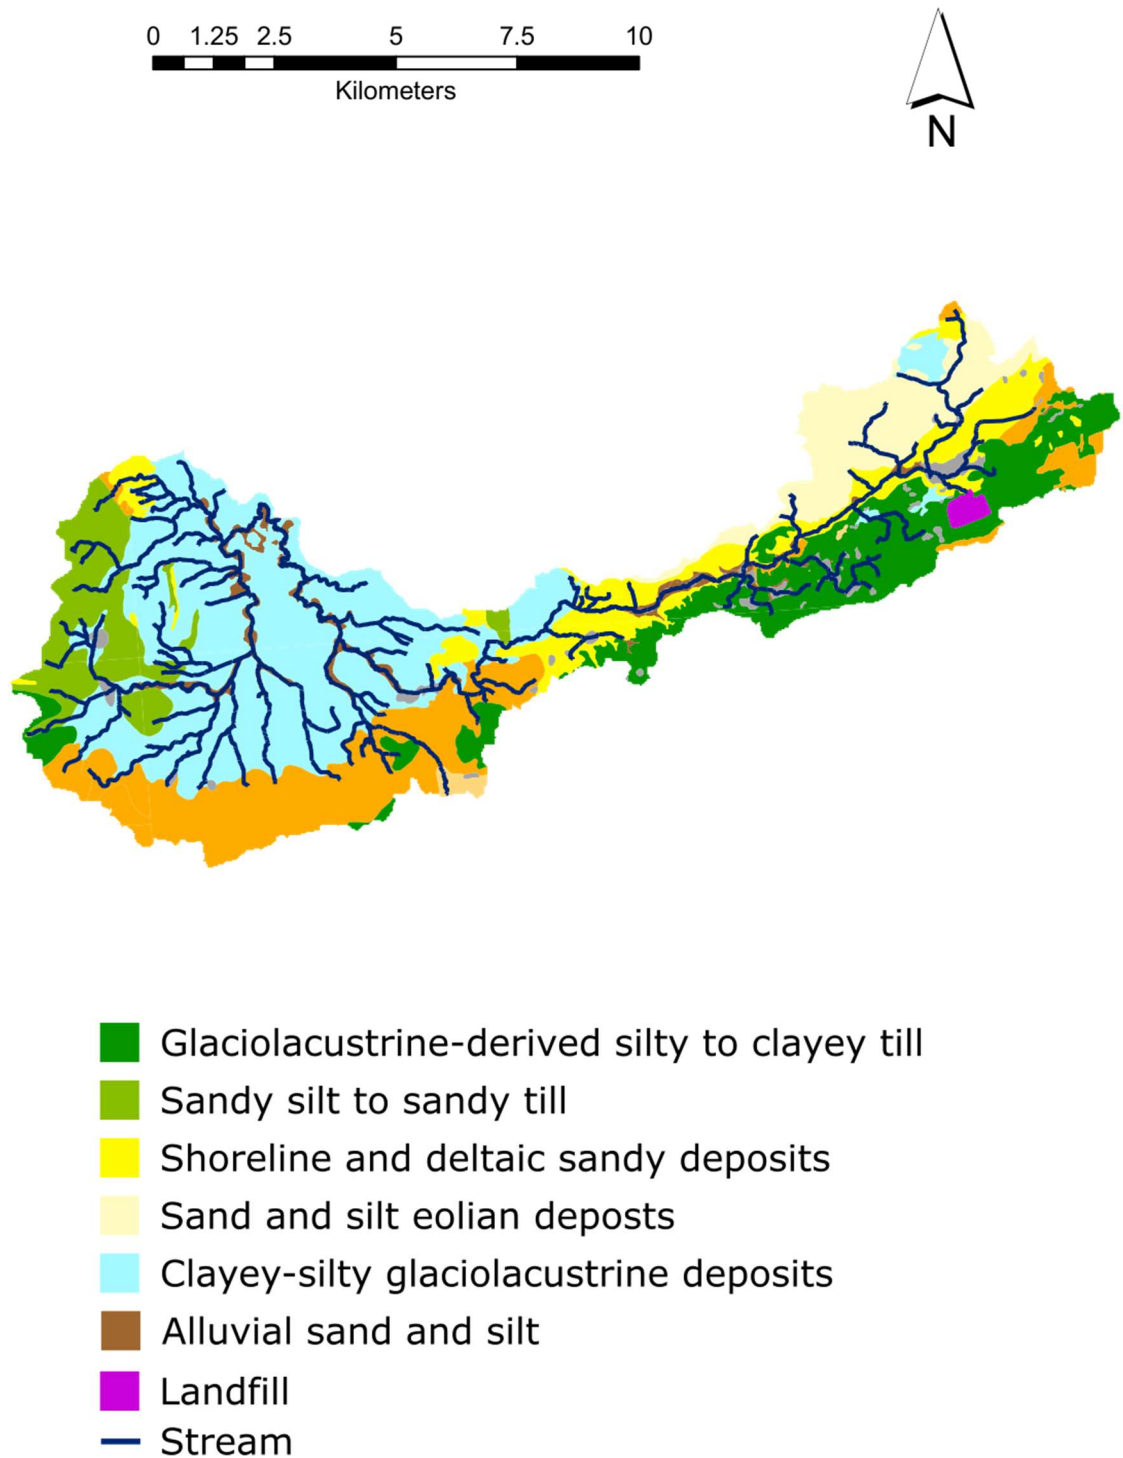 0 1.25 2.5 5 7.5 10
Kilometers
N
Glaciolacustrine-derived silty to clayey till
Sandy silt to sandy till
Shoreline and deltaic sandy deposits
Sand and silt eolian deposts
Clayey-silty glaciolacustrine deposits
Alluvial sand and silt
Landfill
Stream